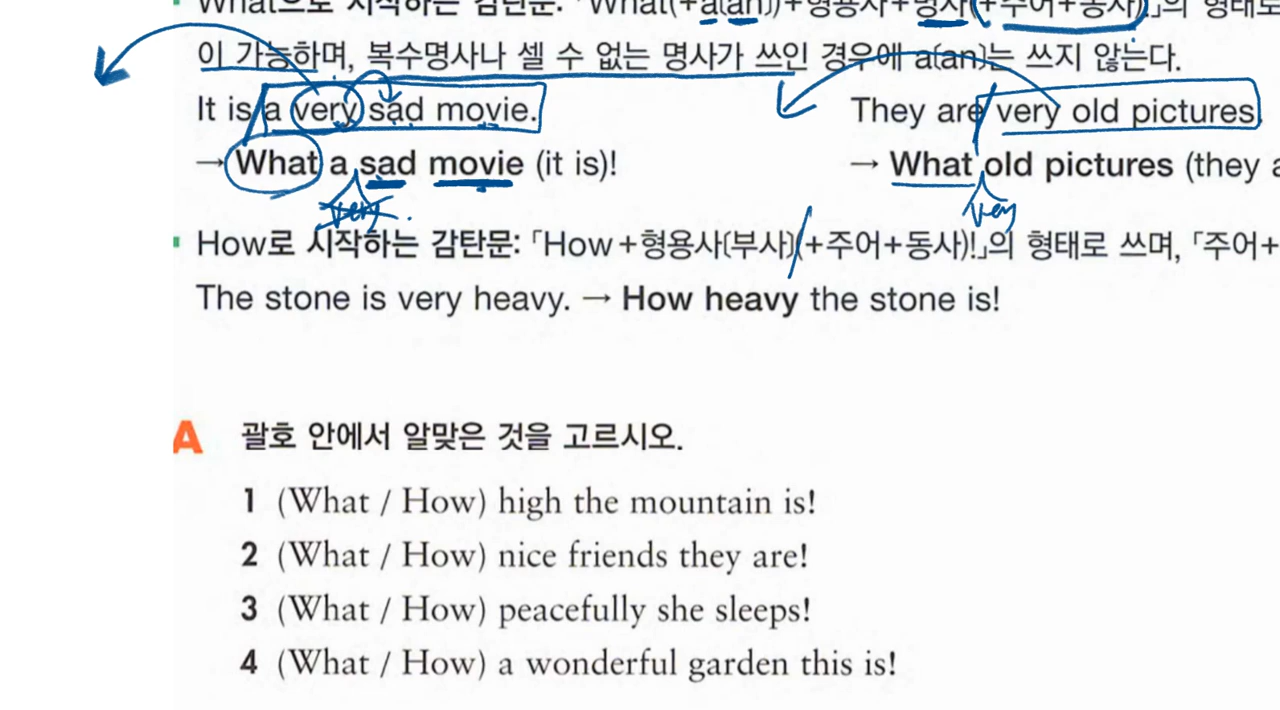 What으로 시작하는 감탄문: 「What(+a(an))+형용사+명사(+주어+동사)!」의 형태로
이 가능하며, 복수명사나 셀 수 없는 명사가 쓰인 경우에 a(an)는 쓰지 않는다.
It is a very sad movie.
→ What a sad movie (it is)!
very
They are very old pictures.
→ What old pictures (they a
very
How로 시작하는 감탄문: 「How+형용사(부사)(+주어+동사)!」의 형태로 쓰며, 「주어+
The stone is very heavy. → How heavy the stone is!
A 괄호 안에서 알맞은 것을 고르시오.
1 (What / How) high the mountain is!
2 (What / How) nice friends they are!
3 (What / How) peacefully she sleeps!
4 (What / How) a wonderful garden this is!